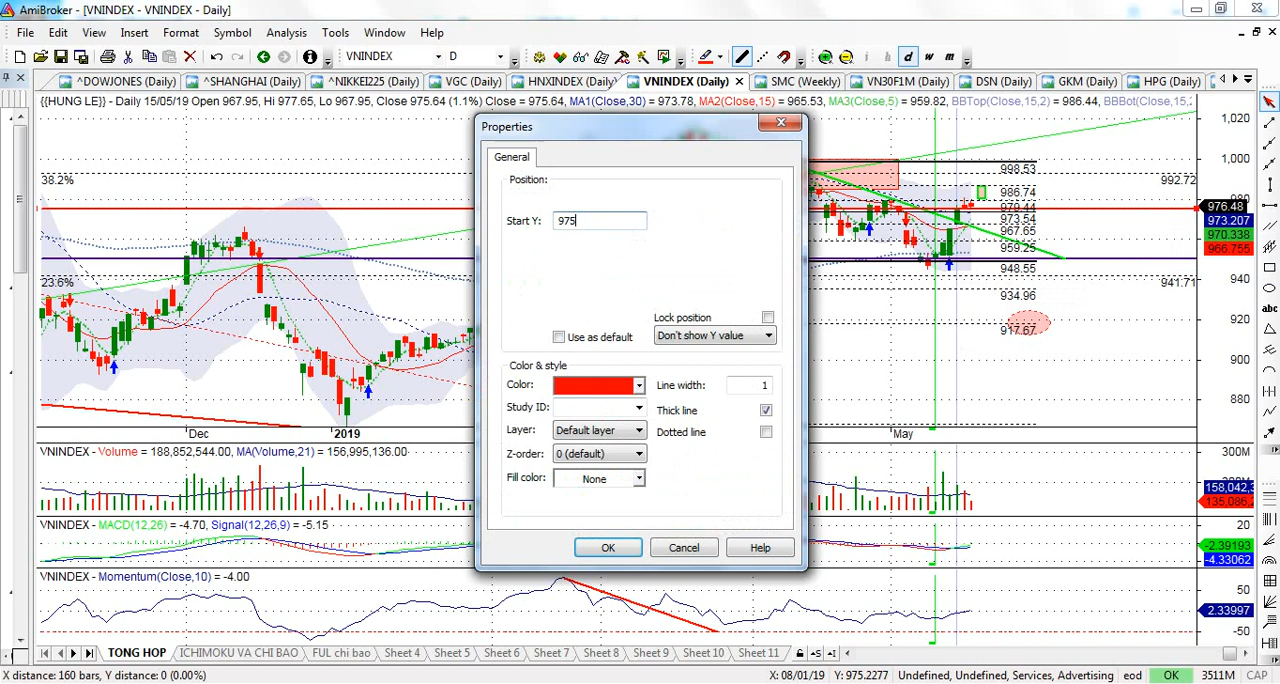 AmiBroker - [VNINDEX - VNINDEX - Daily]
File Edit View Insert Format Symbol Analysis Tools Window Help
VNINDEX D i h d w m
^DOWJONES (Daily) ^SHANGHAI (Daily) ^NIKKEI225 (Daily) VGC (Daily) HNXINDEX (Daily) VNINDEX (Daily) SMC (Weekly) VN30F1M (Daily) DSN (Daily) GKM (Daily) HPG (Daily)
{{HUNG LE}} - Daily 15/05/19 Open 967.95, Hi 977.65, Lo 967.95, Close 975.64 (1.1%) Close = 975.64, MA1(Close,30) = 973.78, MA2(Close,15) = 965.53, MA3(Close,5) = 959.82, BBTop(Close,15,2) = 986.44, BBBot(Close,15,2
1,020
Properties
General
1,000
998.53
Position:
38.2%
992.72
986.74
980
979.44
976.48
Start Y: 975
973.54
973.207
967.65
970.338
959.25
966.755
948.55
23.6%
940
941.71
934.96
Lock position
920
917.67
Use as default
Don't show Y value
900
Color & style
Color:
Line width: 1
880
Study ID:
Thick line
Layer: Default layer
Dotted line
Dec 2019 May
Z-order: 0 (default)
Fill color: None
VNINDEX - Volume = 188,852,544.00, MA(Volume,21) = 156,995,136.00
300M
158.042,3
135,086,2
VNINDEX - MACD(12,26) = -4.70, Signal(12,26,9) = -5.15
20
-2.39193
-4.33062
OK Cancel Help
VNINDEX - Momentum(Close,10) = -4.00
50
2.33997
-50
TONG HOP ICHIMOKU VA CHI BAO FUL chi bao Sheet 4 Sheet 5 Sheet 6 Sheet 7 Sheet 8 Sheet 9 Sheet 10 Sheet 11
X distance: 160 bars, Y distance: 0 (0.00%) X: 08/01/19 Y: 975.2277 Undefined, Undefined, Services, Advertising eod OK 3511M CAP
abc